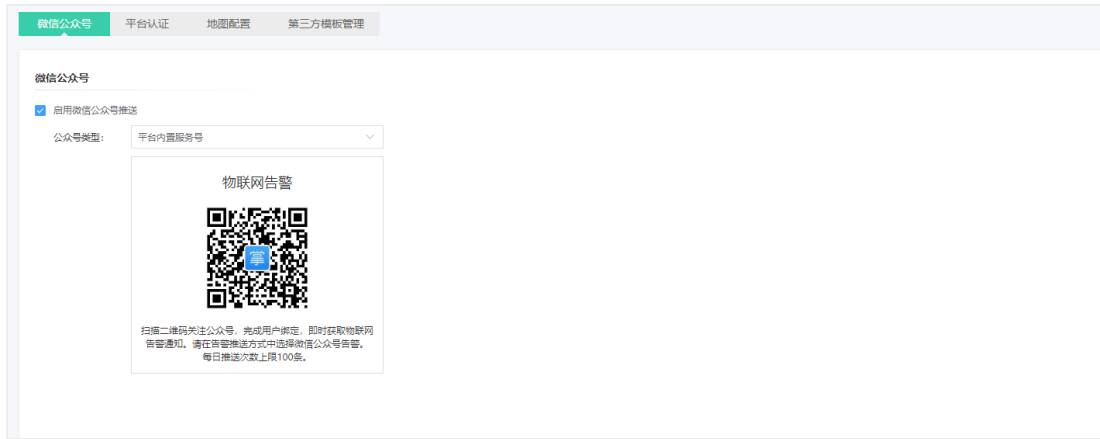 微信公众号 平台认证 地图配置 第三方模板管理
微信公众号
启用微信公众号推送
公众号类型: 平台内置服务号
物联网告警
掌
扫描二维码关注公众号，完成用户绑定，即时获取物联网
告警通知。请在告警推送方式中选择微信公众号告警。
每日推送次数上限100条。